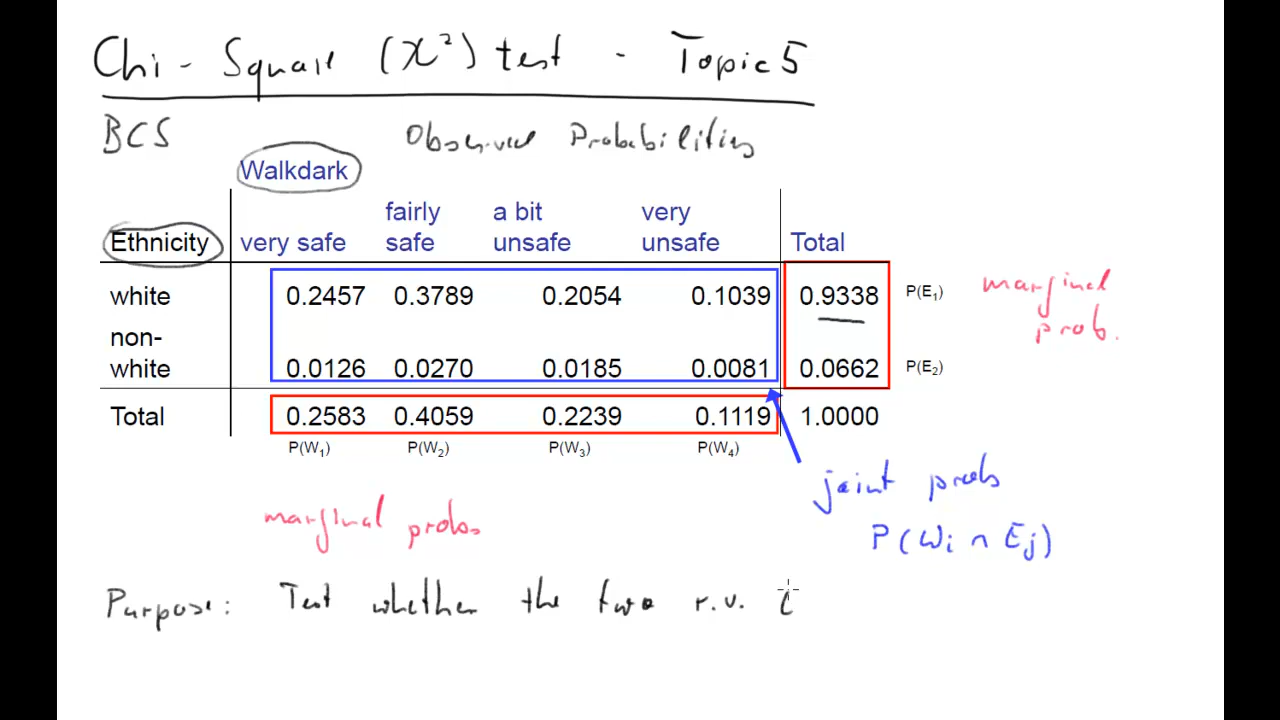 Chi - Square (χ²) test - Topic 5
BCS Observed Probabilities
Walkdark
fairly a bit very
Ethnicity very safe safe unsafe unsafe Total
white 0.2457 0.3789 0.2054 0.1039 0.9338 P(E₁) marginal
non- prob.
white 0.0126 0.0270 0.0185 0.0081 0.0662 P(E₂)
Total 0.2583 0.4059 0.2239 0.1119 1.0000
P(W₁) P(W₂) P(W₃) P(W₄)
joint probs
marginal probs
P(Wi ∩ Ej)
Purpose: Test whether the two r.v.